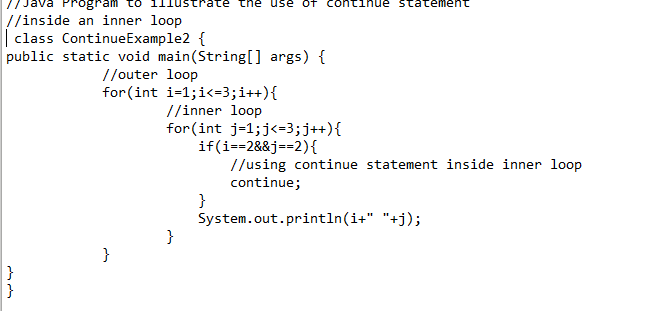 //Java Program to illustrate the use of continue statement
//inside an inner loop
class ContinueExample2 {
public static void main(String[] args) {
//outer loop
for(int i=1;i<=3;i++){
//inner loop
for(int j=1;j<=3;j++){
if(i==2&&j==2){
//using continue statement inside inner loop
continue;
}
System.out.println(i+" "+j);
}
}
}
}